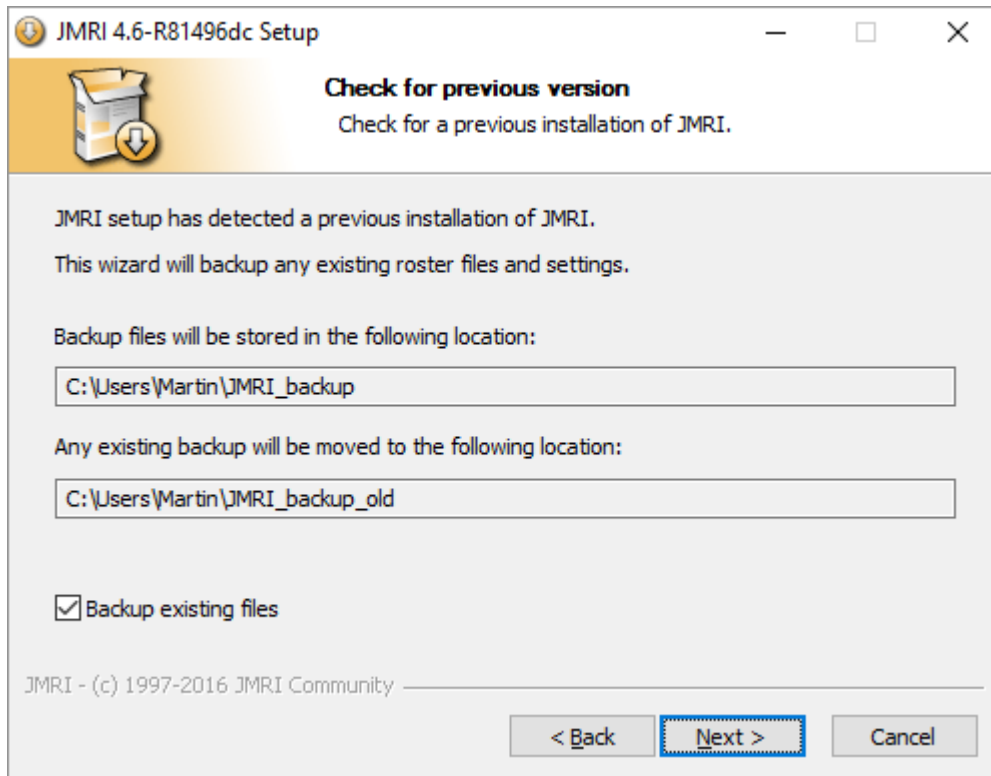 JMRI 4.6-R81496dc Setup
Check for previous version
Check for a previous installation of JMRI.
JMRI setup has detected a previous installation of JMRI.
This wizard will backup any existing roster files and settings.
Backup files will be stored in the following location:
C:\Users\Martin\JMRI_backup
Any existing backup will be moved to the following location:
C:\Users\Martin\JMRI_backup_old
Backup existing files
JMRI - (c) 1997-2016 JMRI Community
< Back Next > Cancel